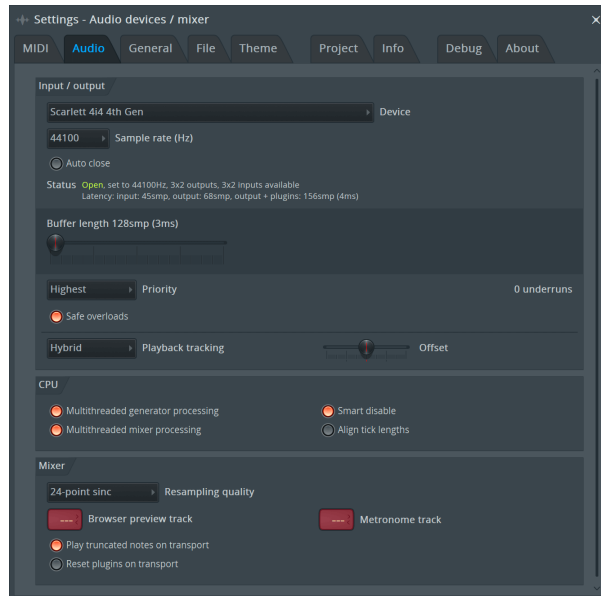 Settings - Audio devices / mixer
MIDI Audio General File Theme Project Info Debug About
Input / output
Scarlett 4i4 4th Gen Device
44100 Sample rate (Hz)
Auto close
Status Open, set to 44100Hz, 3x2 outputs, 3x2 inputs available
Latency: input: 45smp, output: 68smp, output + plugins: 156smp (4ms)
Buffer length 128smp (3ms)
Highest Priority 0 underruns
Safe overloads
Hybrid Playback tracking Offset
CPU
Multithreaded generator processing Smart disable
Multithreaded mixer processing Align tick lengths
Mixer
24-point sinc Resampling quality
--- Browser preview track --- Metronome track
Play truncated notes on transport
Reset plugins on transport